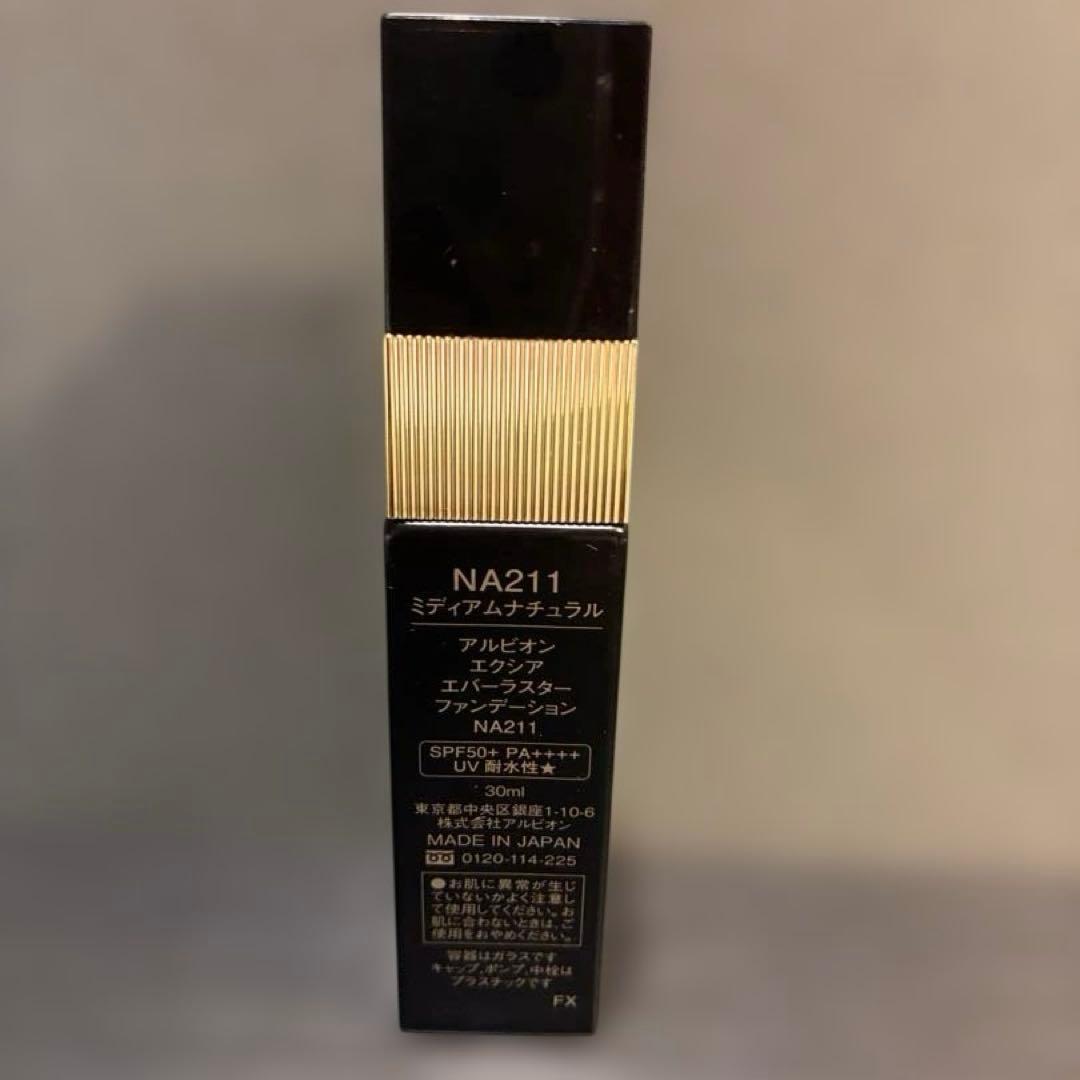 NA211
ミディアムナチュラル
アルビオン
エクシア
エバーラスター
ファンデーション
NA211
SPF50+ PA++++
UV 耐水性★
30ml
東京都中央区銀座1-10-6
株式会社アルビオン
MADE IN JAPAN
0120-114-225
●お肌に異常が生じ
ていないかよく注意し
て使用してください。お
肌に合わないときは、ご
使用をおやめください。
容器はガラスです
キャップ、ポンプ、中栓は
プラスチックです
FX